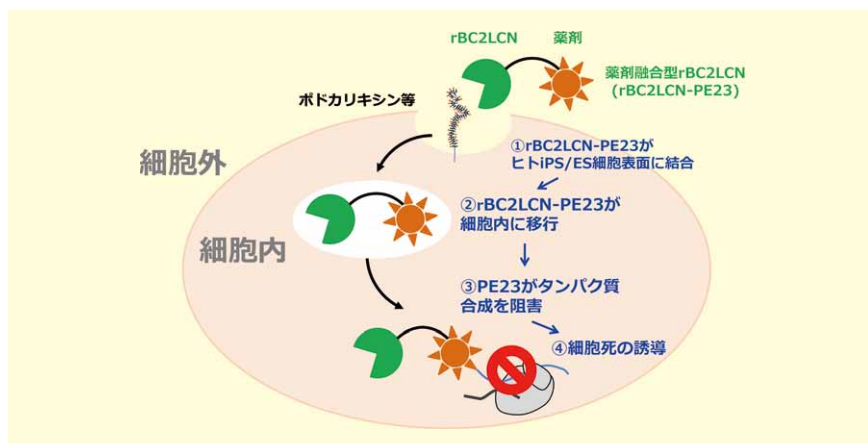 rBC2LCN 薬剤
薬剤融合型rBC2LCN
(rBC2LCN-PE23)
ポドカリキシン等
細胞外
①rBC2LCN-PE23が
ヒトiPS/ES細胞表面に結合
②rBC2LCN-PE23が
細胞内に移行
細胞内
③PE23がタンパク質
合成を阻害
④細胞死の誘導